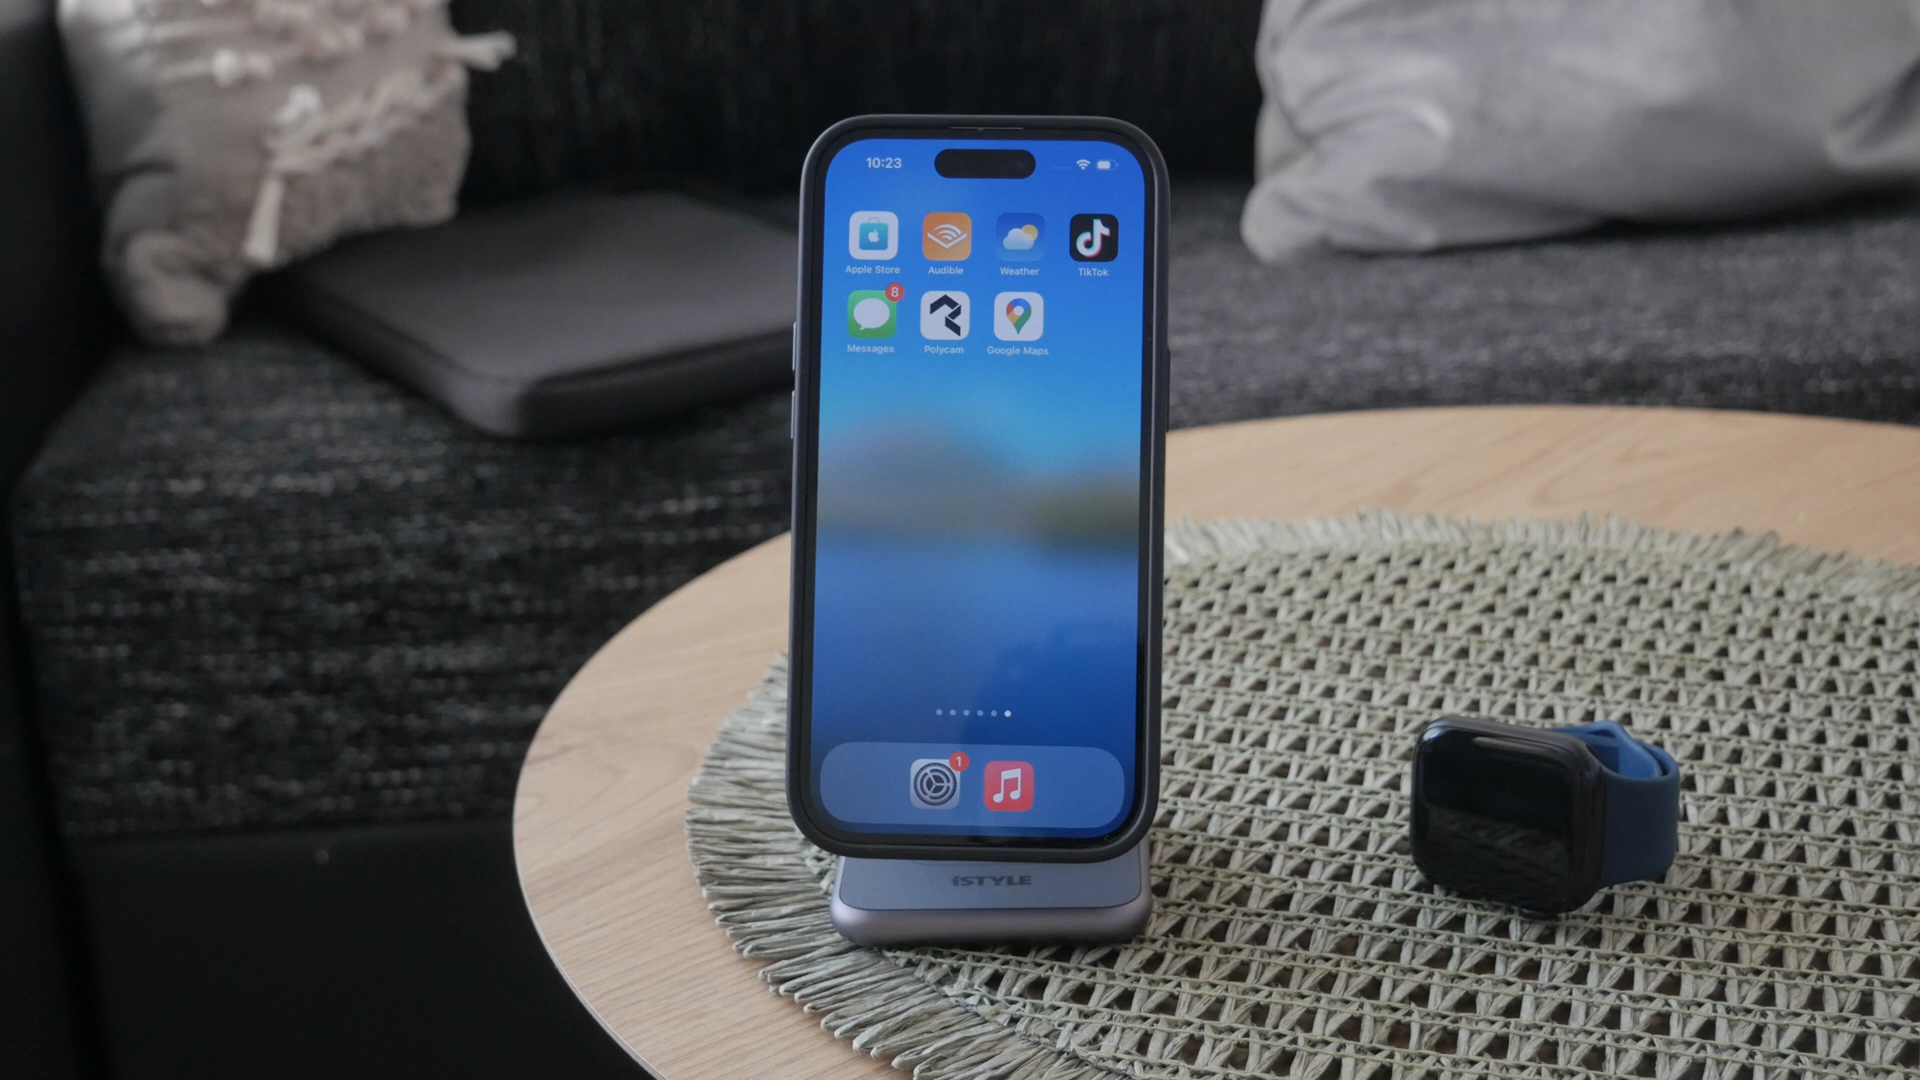 10:23
Apple Store Audible Weather TikTok
8
Messages Polycam Google Maps
1
iSTYLE